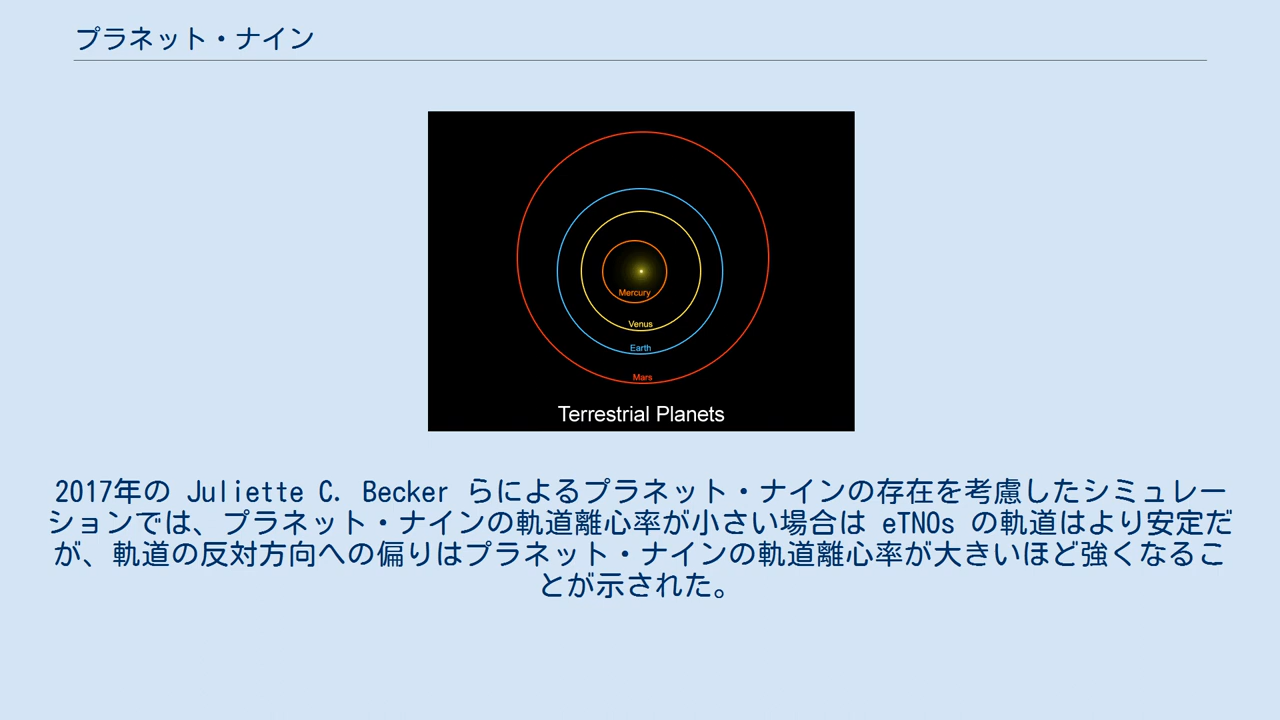 プラネット・ナイン
Mercury
Venus
Earth
Mars
Terrestrial Planets
2017年の Juliette C. Becker らによるプラネット・ナインの存在を考慮したシミュレー
ションでは、プラネット・ナインの軌道離心率が小さい場合は eTNOs の軌道はより安定だ
が、軌道の反対方向への偏りはプラネット・ナインの軌道離心率が大きいほど強くなるこ
とが示された。